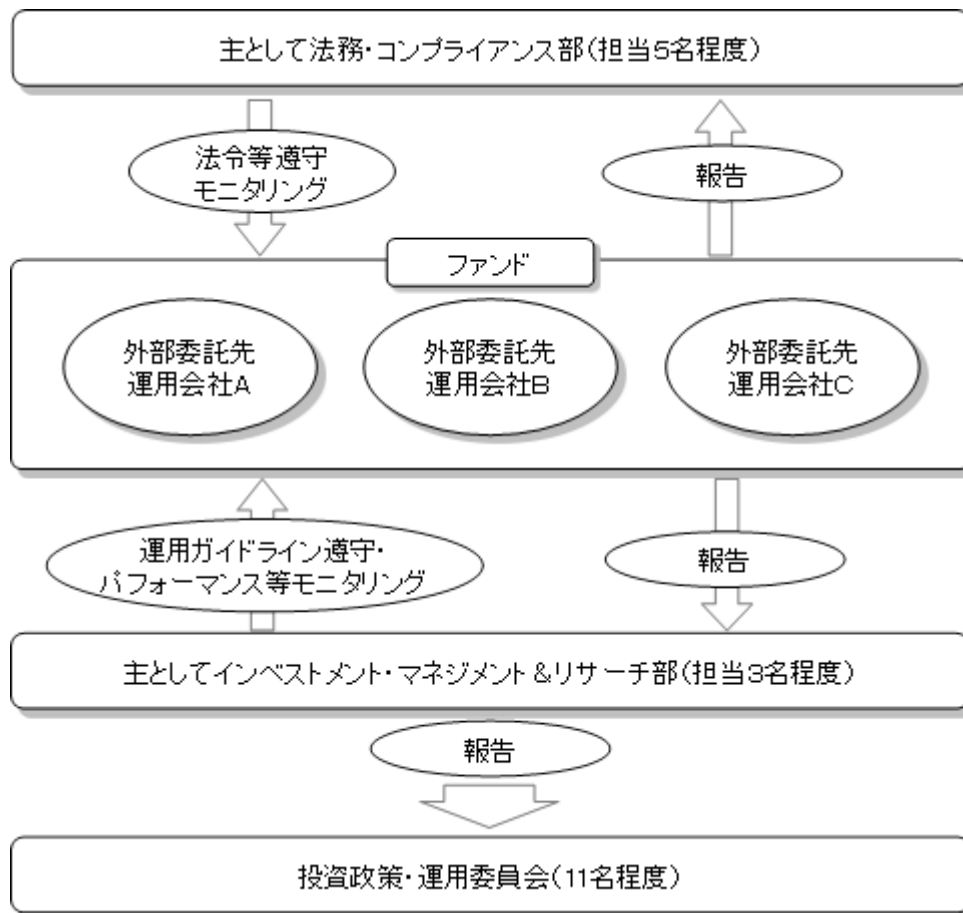 主として法務・コンプライアンス部(担当5名程度)
法令等遵守
モニタリング
報告
ファンド
外部委託先
運用会社A
外部委託先
運用会社B
外部委託先
運用会社C
運用ガイドライン遵守・
パフォーマンス等モニタリング
報告
主としてインベストメント・マネジメント&リサーチ部(担当3名程度)
報告
投資政策・運用委員会(11名程度)